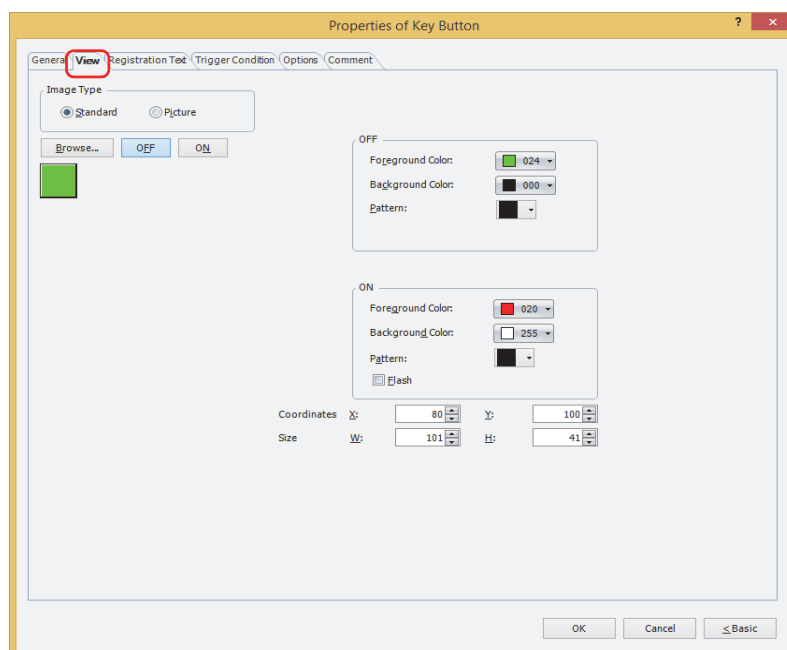 Properties of Key Button
?
General View Registration Text Trigger Condition Options Comment
Image Type
Standard Picture
Browse... OFF ON
OFF
Foreground Color: 024
Background Color: 000
Pattern:
ON
Foreground Color: 020
Background Color: 255
Pattern:
Flash
Coordinates X: 80 Y: 100
Size W: 101 H: 41
OK Cancel < Basic